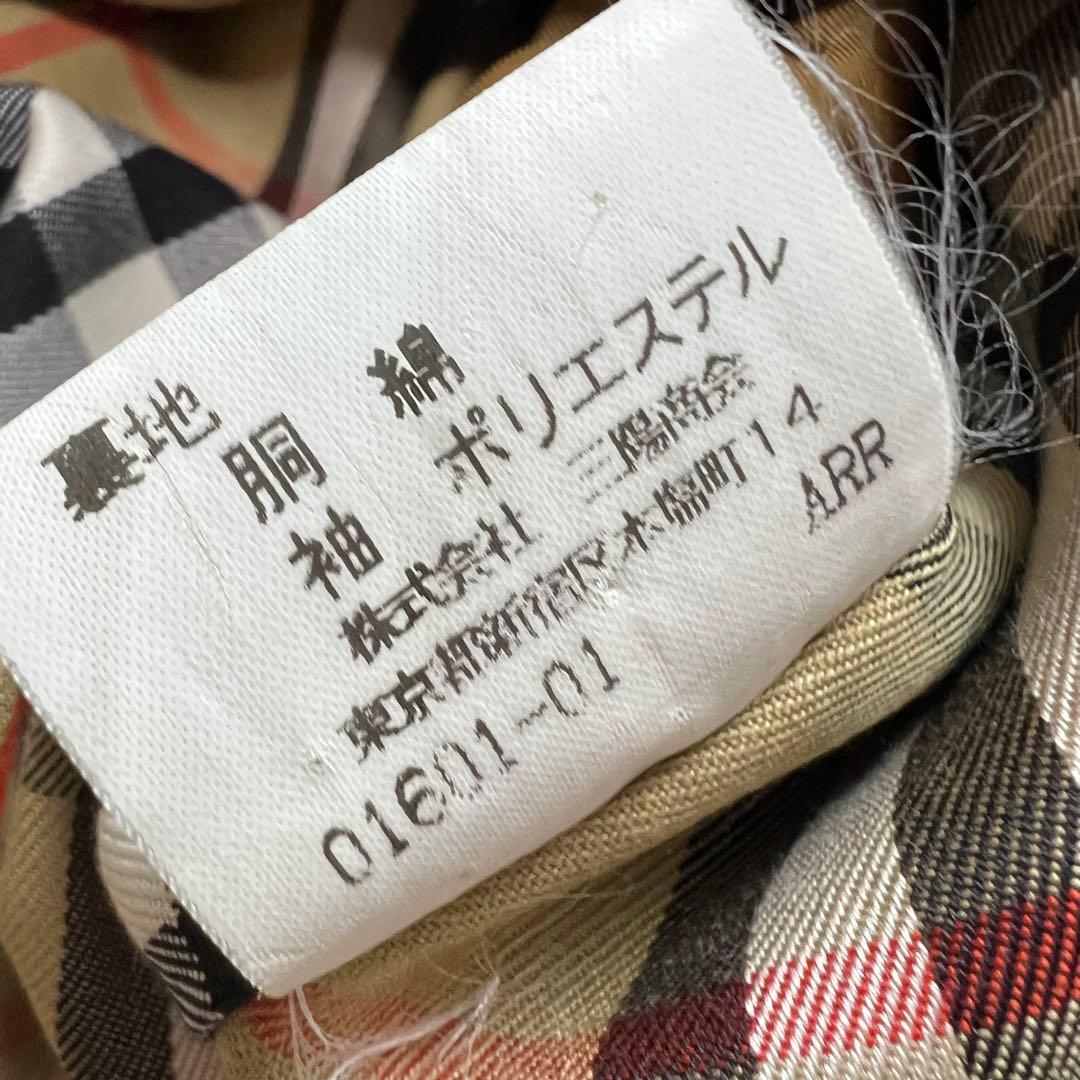 裏地
胴 綿
袖 ポリエステル
株式会社 三陽商会
東京都新宿区本塩町14
01601-01 ARR